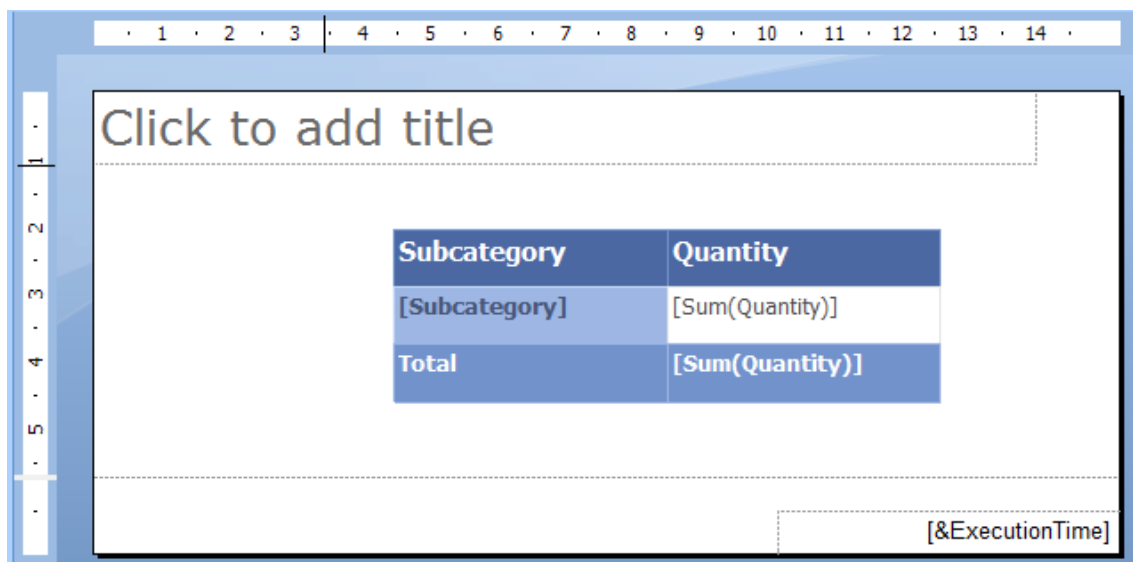 1 2 3 4 5 6 7 8 9 10 11 12 13 14
Click to add title
1
2
3
4
5
Subcategory Quantity
[Subcategory] [Sum(Quantity)]
Total [Sum(Quantity)]
[&ExecutionTime]